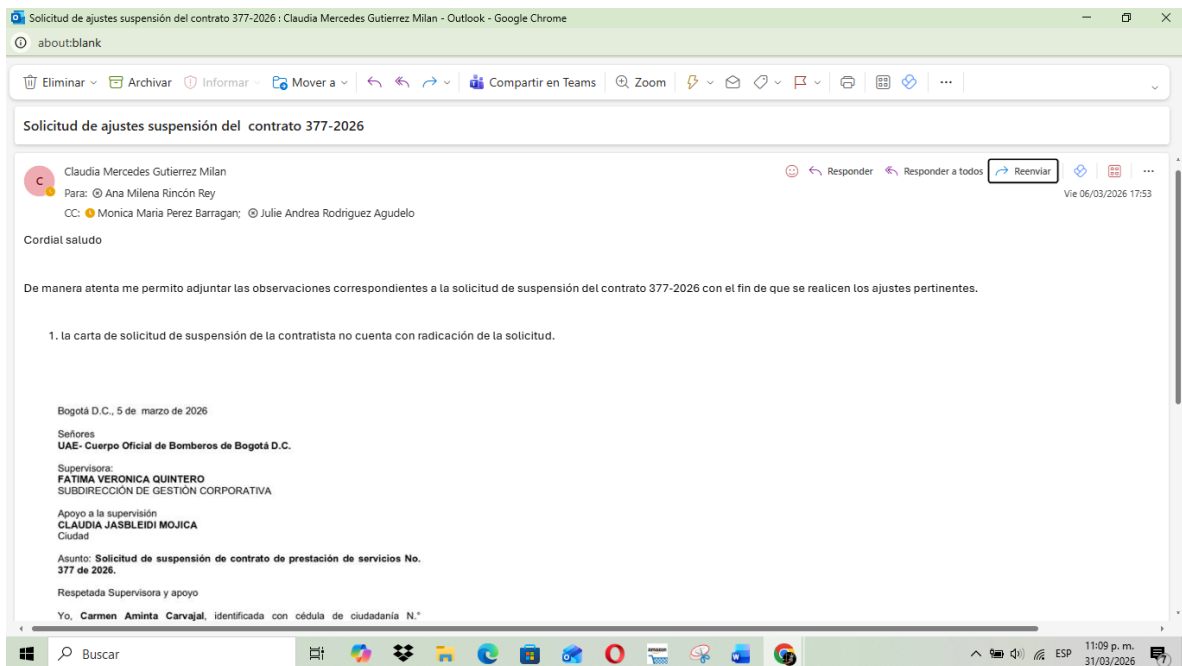 Solicitud de ajustes suspensión del contrato 377-2026 : Claudia Mercedes Gutierrez Milan - Outlook - Google Chrome
about:blank
Eliminar Archivar Informar Mover a Compartir en Teams Zoom
Solicitud de ajustes suspensión del contrato 377-2026
C
Claudia Mercedes Gutierrez Milan
Responder Responder a todos Reenviar
Para: Ana Milena Rincón Rey
Vie 06/03/2026 17:53
CC: Monica Maria Perez Barragan; Julie Andrea Rodriguez Agudelo
Cordial saludo
De manera atenta me permito adjuntar las observaciones correspondientes a la solicitud de suspensión del contrato 377-2026 con el fin de que se realicen los ajustes pertinentes.
1. la carta de solicitud de suspensión de la contratista no cuenta con radicación de la solicitud.
Bogotá D.C., 5 de marzo de 2026
Señores
UAE- Cuerpo Oficial de Bomberos de Bogotá D.C.
Supervisora:
FATIMA VERONICA QUINTERO
SUBDIRECCIÓN DE GESTIÓN CORPORATIVA
Apoyo a la supervisión
CLAUDIA JASBLEIDI MOJICA
Ciudad
Asunto: Solicitud de suspensión de contrato de prestación de servicios No.
377 de 2026.
Respetada Supervisora y apoyo
Yo, Carmen Aminta Carvajal, identificada con cédula de ciudadanía N.°
Buscar
amazon
ESP
11:09 p. m.
31/03/2026